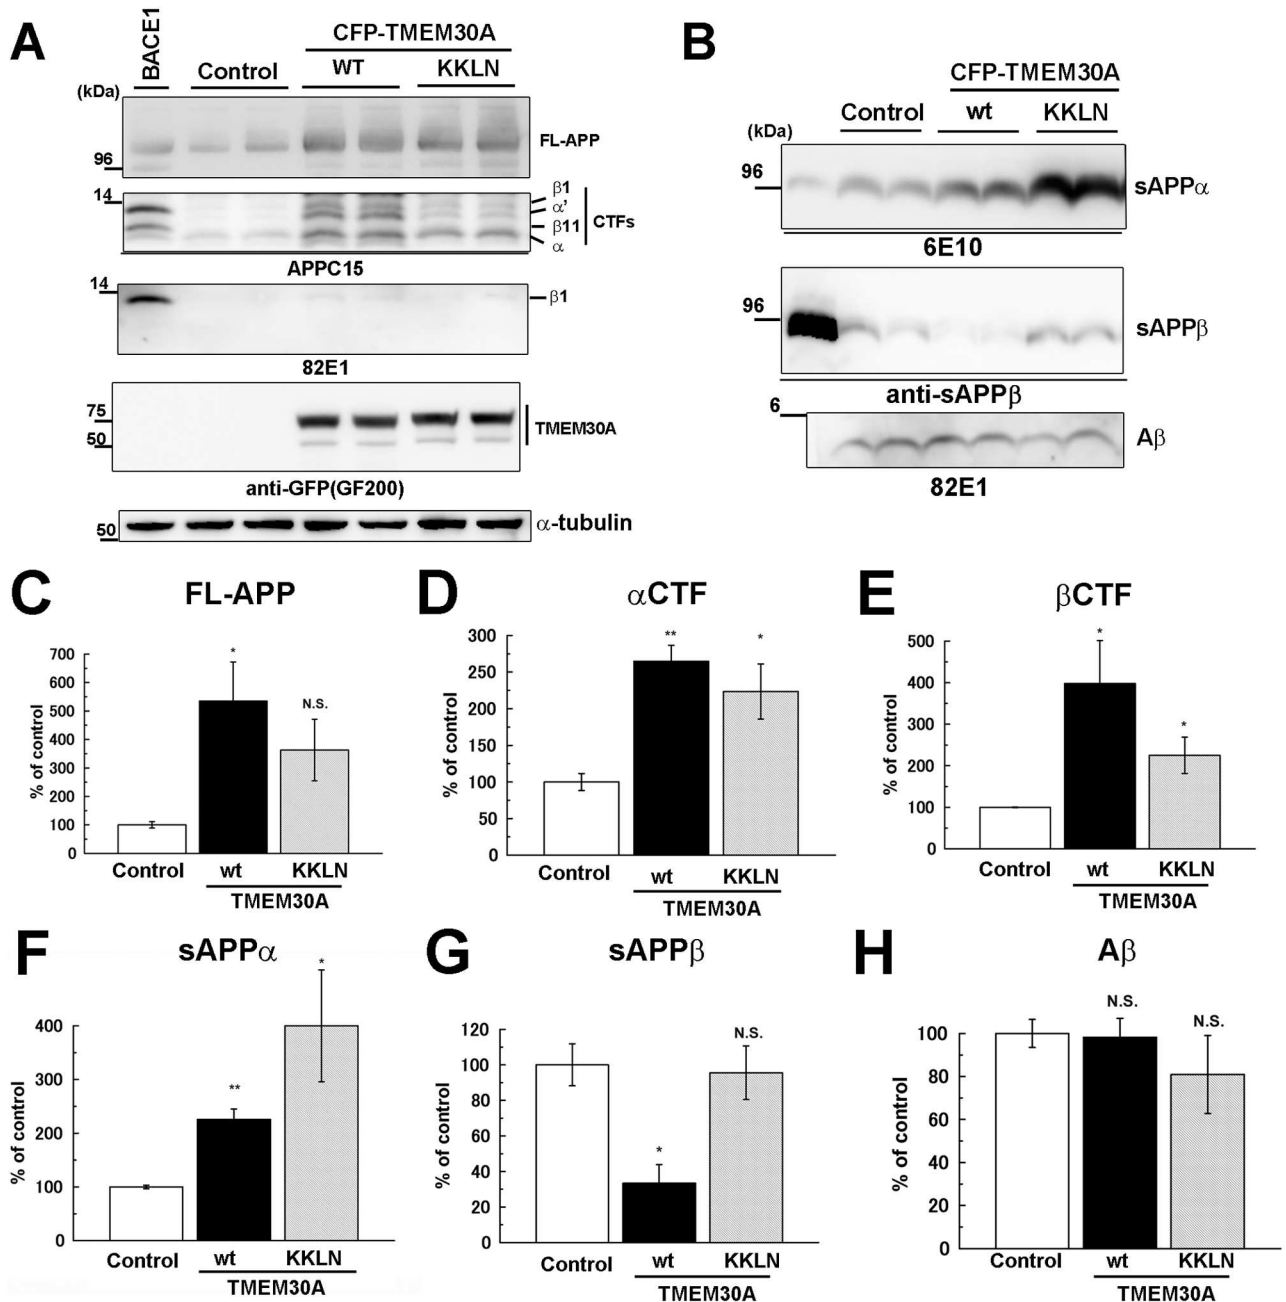 A
BACE1
Control
CFP-TMEM30A
WT
KKLN
(kDa)
96
FL-APP
14
β1
α'
β11
α
CTFs
APPC15
14
β1
82E1
75
50
TMEM30A
anti-GFP(GF200)
50
α-tubulin
B
CFP-TMEM30A
Control
wt
KKLN
(kDa)
96
sAPPα
6E10
96
sAPPβ
anti-sAPPβ
6
Aβ
82E1
C
FL-APP
% of control
700
600
500
400
300
200
100
0
*
N.S.
Control
wt
KKLN
TMEM30A
D
αCTF
% of control
300
250
200
150
100
50
0
**
*
Control
wt
KKLN
TMEM30A
E
βCTF
% of control
500
400
300
200
100
0
*
*
Control
wt
KKLN
TMEM30A
F
sAPPα
% of control
400
300
200
100
0
**
*
Control
wt
KKLN
TMEM30A
G
sAPPβ
% of control
120
100
80
60
40
20
0
*
N.S.
Control
wt
KKLN
TMEM30A
H
Aβ
% of control
100
80
60
40
20
0
N.S.
N.S.
Control
wt
KKLN
TMEM30A